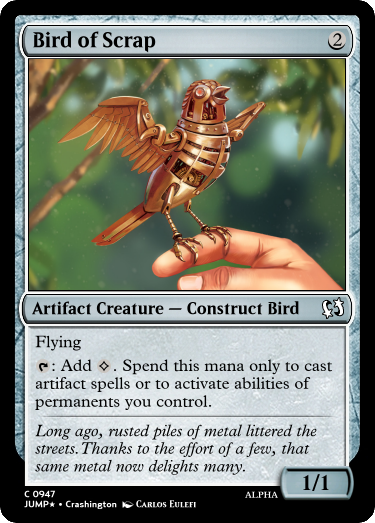 Bird of Scrap 2
Artifact Creature — Construct Bird
Flying
: Add . Spend this mana only to cast
artifact spells or to activate abilities of
permanents you control.
Long ago, rusted piles of metal littered the
streets.Thanks to the effort of a few, that
same metal now delights many.
1/1
C 0947
JUMP★ • Crashington Carlos Eulefi ALPHA